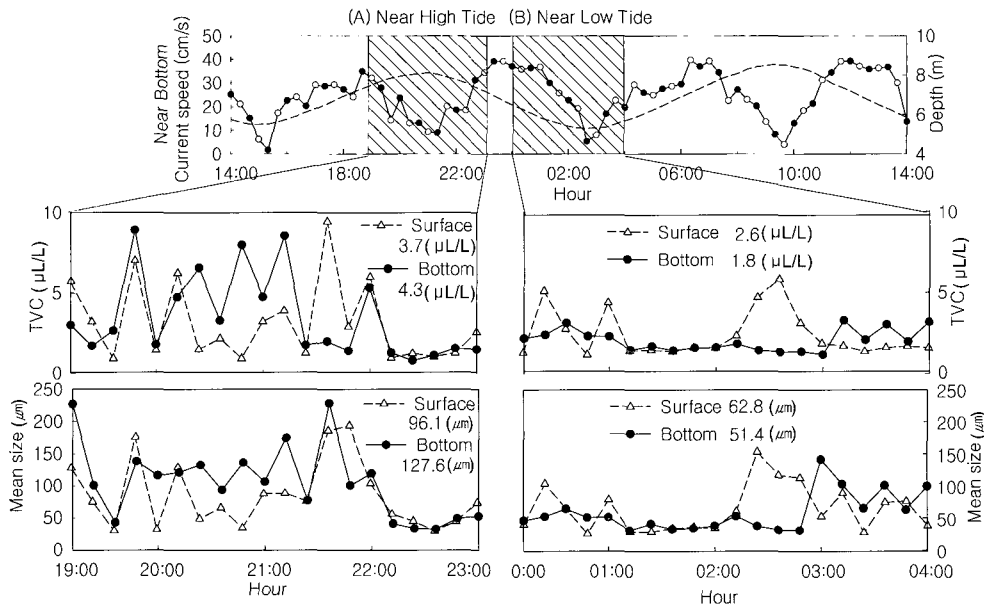 (A) Near High Tide (B) Near Low Tide
Near Bottom
Current speed (cm/s)
50
40
30
20
10
0
10
8
6
4
Depth (m)
14:00 18:00 22:00 02:00 06:00 10:00 14:00
Hour
TVC ( μL/L)
10
5
0
Surface
3.7 (μL/L)
Bottom
4.3(μL/L)
Surface 2.6 (μL/L)
Bottom 1.8 (μL/L)
10
5
0
TVC ( μL/L)
Mean size (μm)
250
200
150
100
50
0
Surface
96.1 (μm)
Bottom
127.6 (μm)
Surface 62.8 (μm)
Bottom 51.4 (μm)
250
200
150
100
50
0
Mean size (μm)
19:00 20:00 21:00 22:00 23:00
Hour
0:00 01:00 02:00 03:00 04:00
Hour